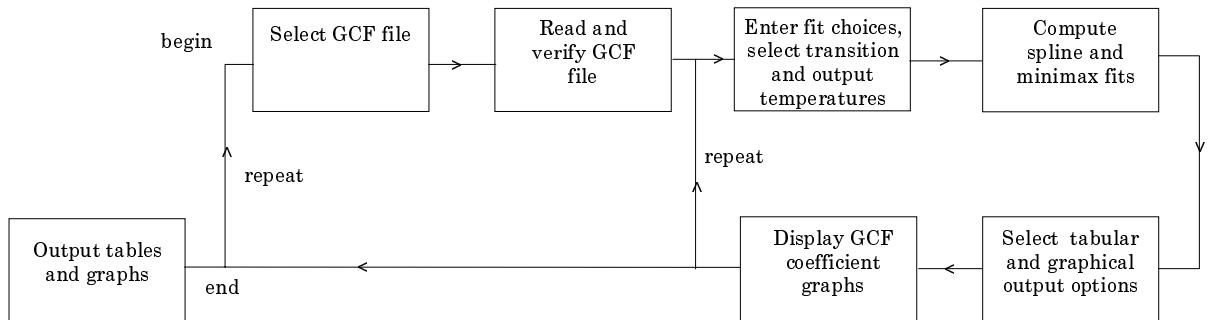 begin
Select GCF file
Read and
verify GCF
file
Enter fit choices,
select transition
and output
temperatures
Compute
spline and
minimax fits
repeat
repeat
Output tables
and graphs
end
Display GCF
coefficient
graphs
Select tabular
and graphical
output options